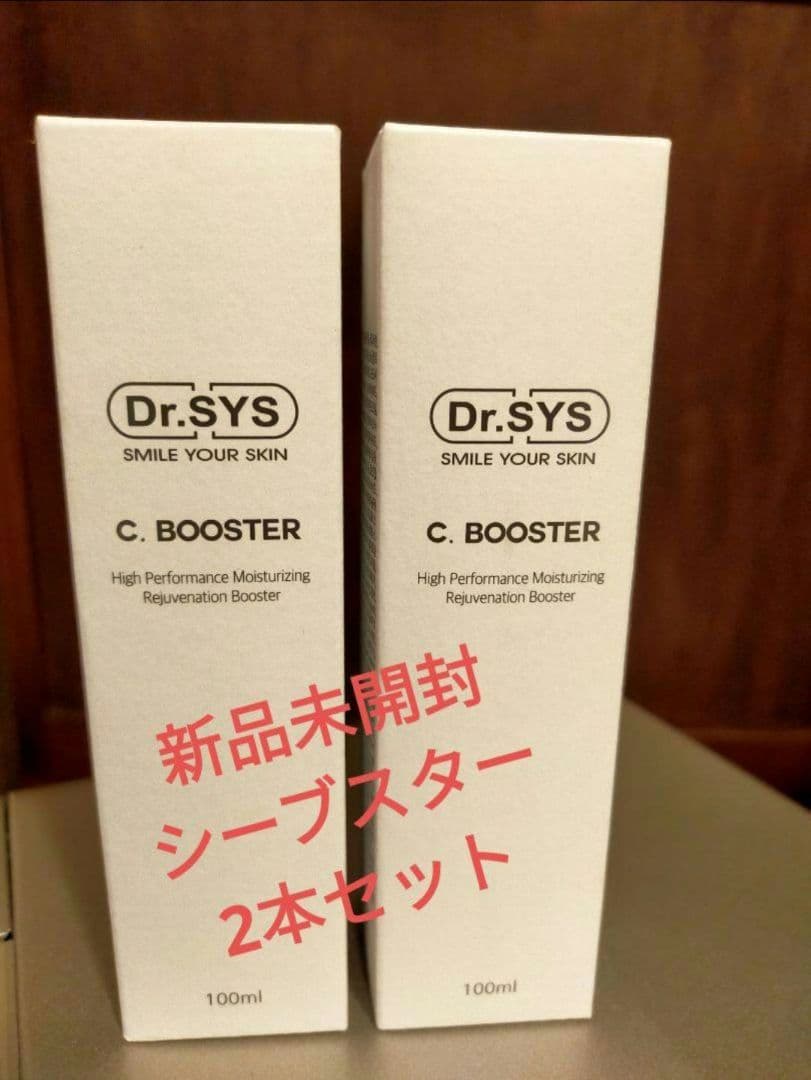 Dr.SYS
SMILE YOUR SKIN
C. BOOSTER
High Performance Moisturizing
Rejuvenation Booster
100ml
Dr.SYS
SMILE YOUR SKIN
C. BOOSTER
High Performance Moisturizing
Rejuvenation Booster
100ml
新品未開封
シーブスター
2本セット